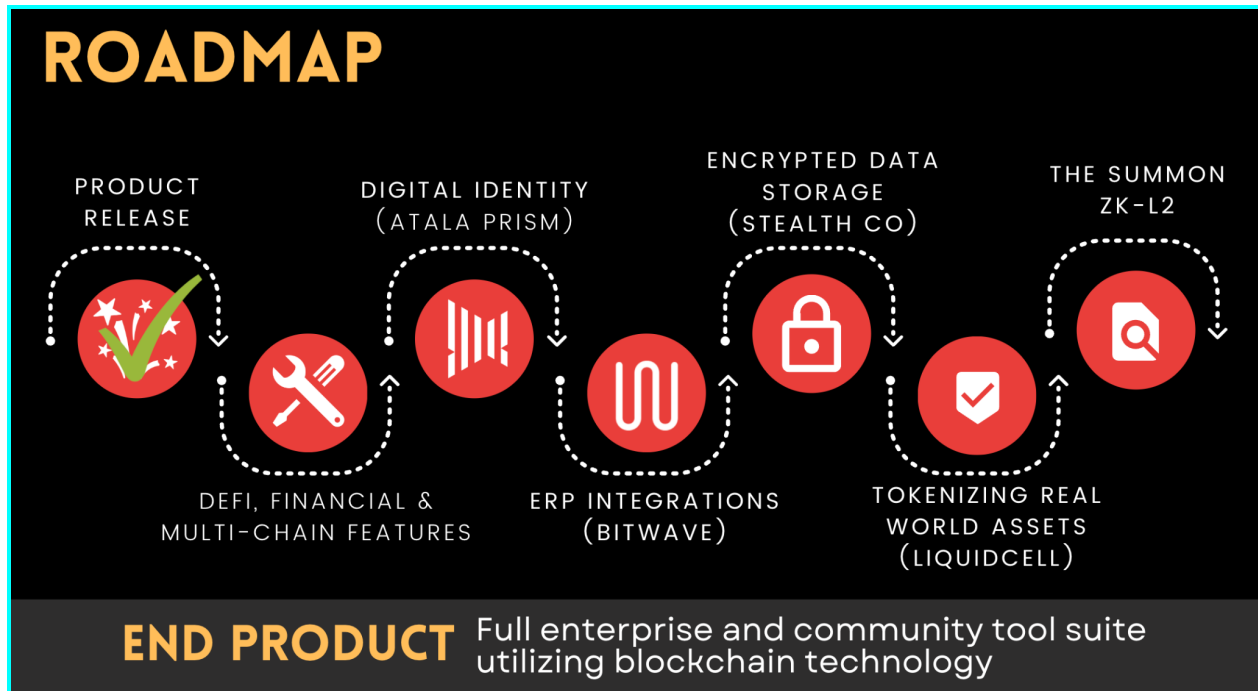 ROADMAP
PRODUCT
RELEASE
DEFI, FINANCIAL &
MULTI-CHAIN FEATURES
DIGITAL IDENTITY
(ATALA PRISM)
ERP INTEGRATIONS
(BITWAVE)
ENCRYPTED DATA
STORAGE
(STEALTH CO)
TOKENIZING REAL
WORLD ASSETS
(LIQUIDCELL)
THE SUMMON
ZK-L2
END PRODUCT
Full enterprise and community tool suite
utilizing blockchain technology